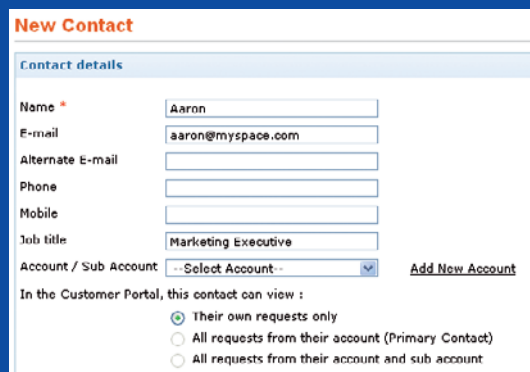 New Contact
Contact details
Name * Aaron
E-mail aaron@myspace.com
Alternate E-mail
Phone
Mobile
Job title Marketing Executive
Account / Sub Account --Select Account-- Add New Account
In the Customer Portal, this contact can view :
Their own requests only
All requests from their account (Primary Contact)
All requests from their account and sub account